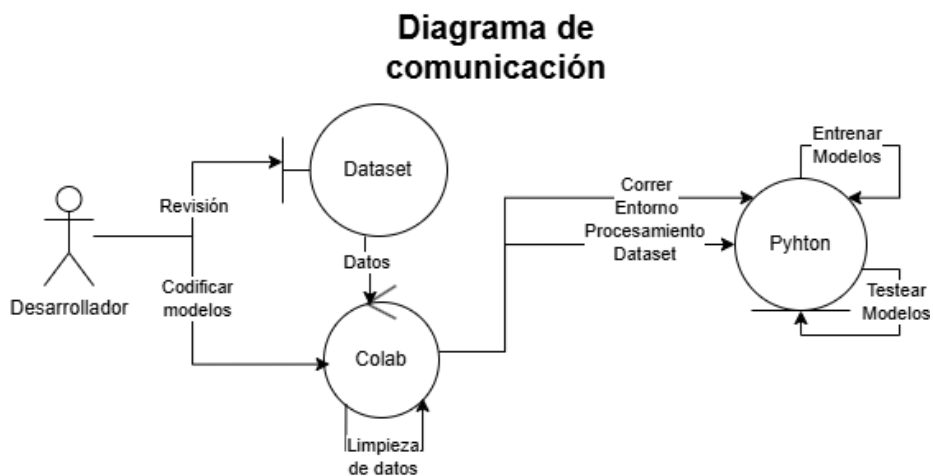 Diagrama de
comunicación
Dataset
Revisión
Desarrollador
Codificar
modelos
Datos
Colab
Limpieza
de datos
Correr
Entorno
Procesamiento
Dataset
Entrenar
Modelos
Pyhton
Testear
Modelos